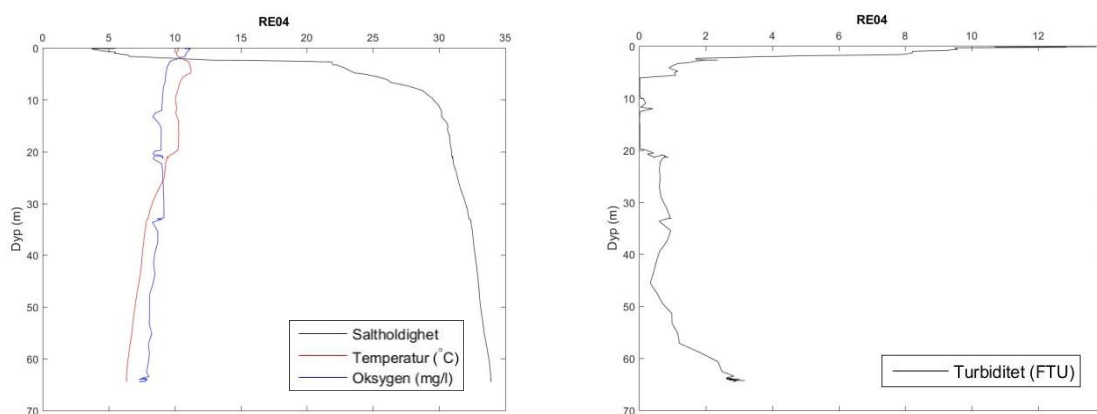 RE04
0 5 10 15 20 25 30 35
0
10
20
30
40
50
60
70
Dyp (m)
Saltholdighet
Temperatur (°C)
Oksygen (mg/l)
RE04
0 2 4 6 8 10 12
0
10
20
30
40
50
60
70
Dyp (m)
Turbiditet (FTU)